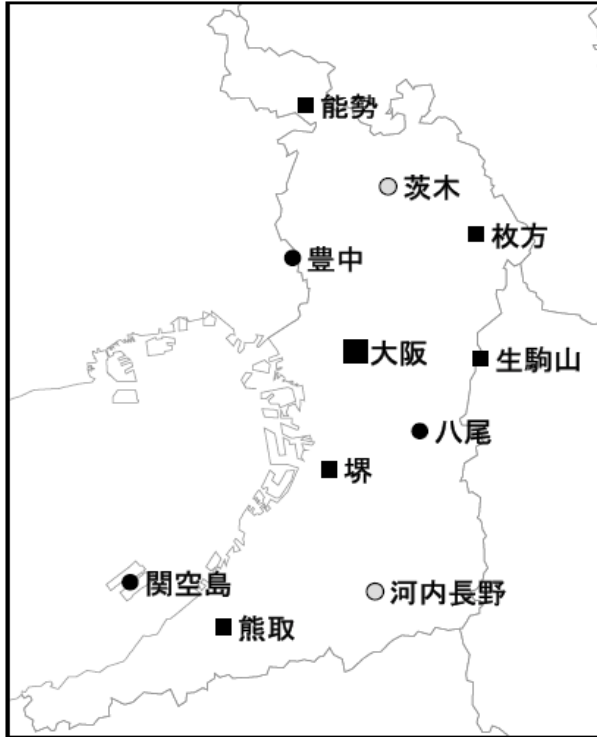 能勢
茨木
枚方
豊中
大阪
生駒山
八尾
堺
関空島
河内長野
熊取